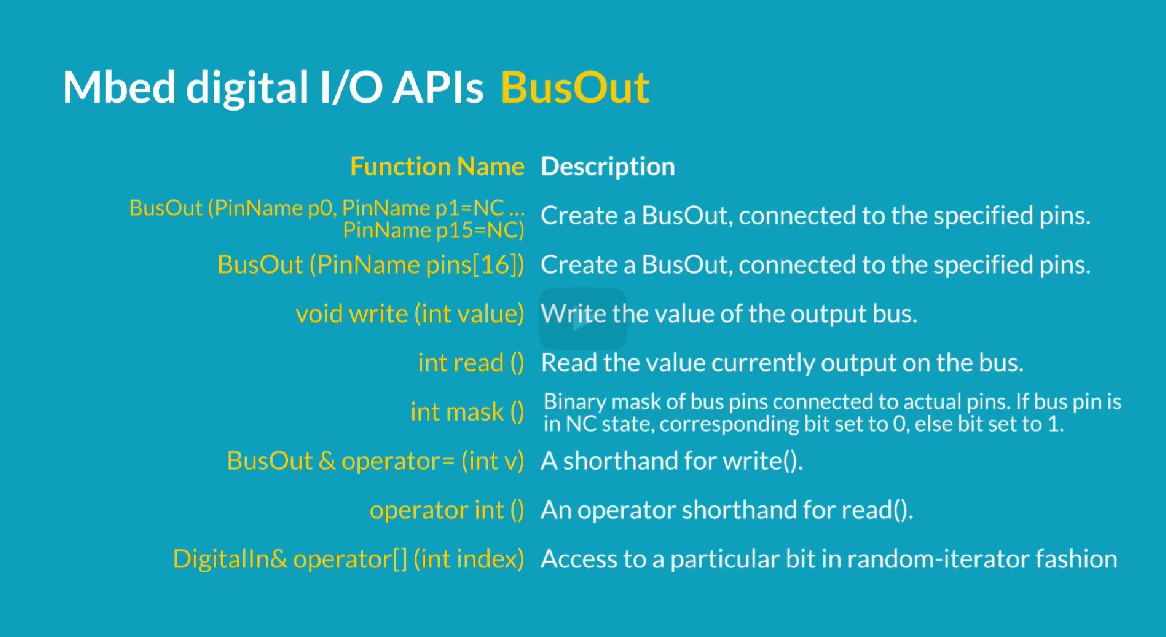 Mbed digital I/O APIs BusOut
Function Name Description
BusOut (PinName p0, PinName p1=NC ...
PinName p15=NC) Create a BusOut, connected to the specified pins.
BusOut (PinName pins[16]) Create a BusOut, connected to the specified pins.
void write (int value) Write the value of the output bus.
int read () Read the value currently output on the bus.
int mask () Binary mask of bus pins connected to actual pins. If bus pin is
in NC state, corresponding bit set to 0, else bit set to 1.
BusOut & operator= (int v) A shorthand for write().
operator int () An operator shorthand for read().
DigitalIn& operator[] (int index) Access to a particular bit in random-iterator fashion